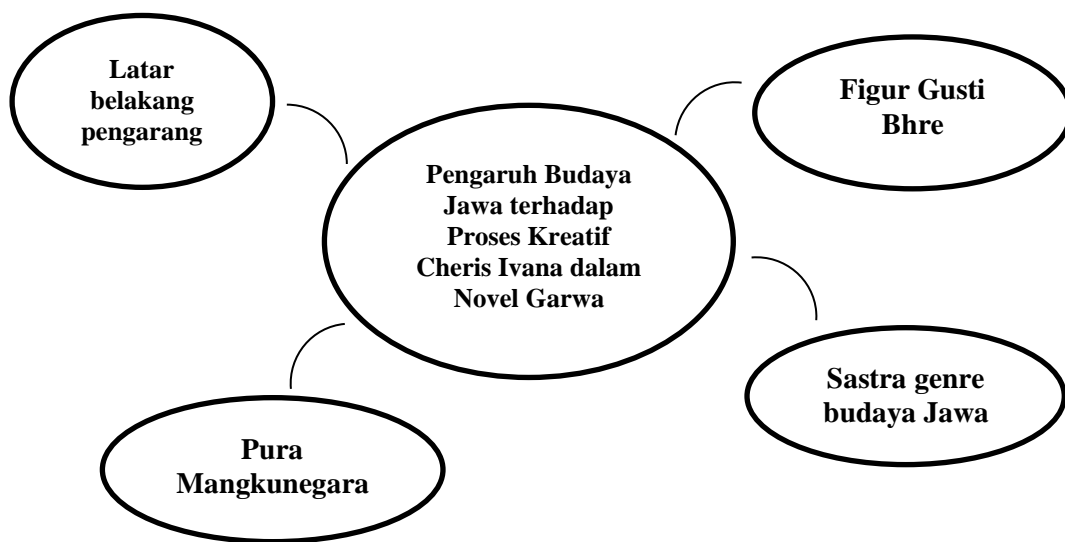 Latar
belakang
pengarang
Figur Gusti
Bhre
Pengaruh Budaya
Jawa terhadap
Proses Kreatif
Cheris Ivana dalam
Novel Garwa
Sastra genre
budaya Jawa
Pura
Mangkunegara